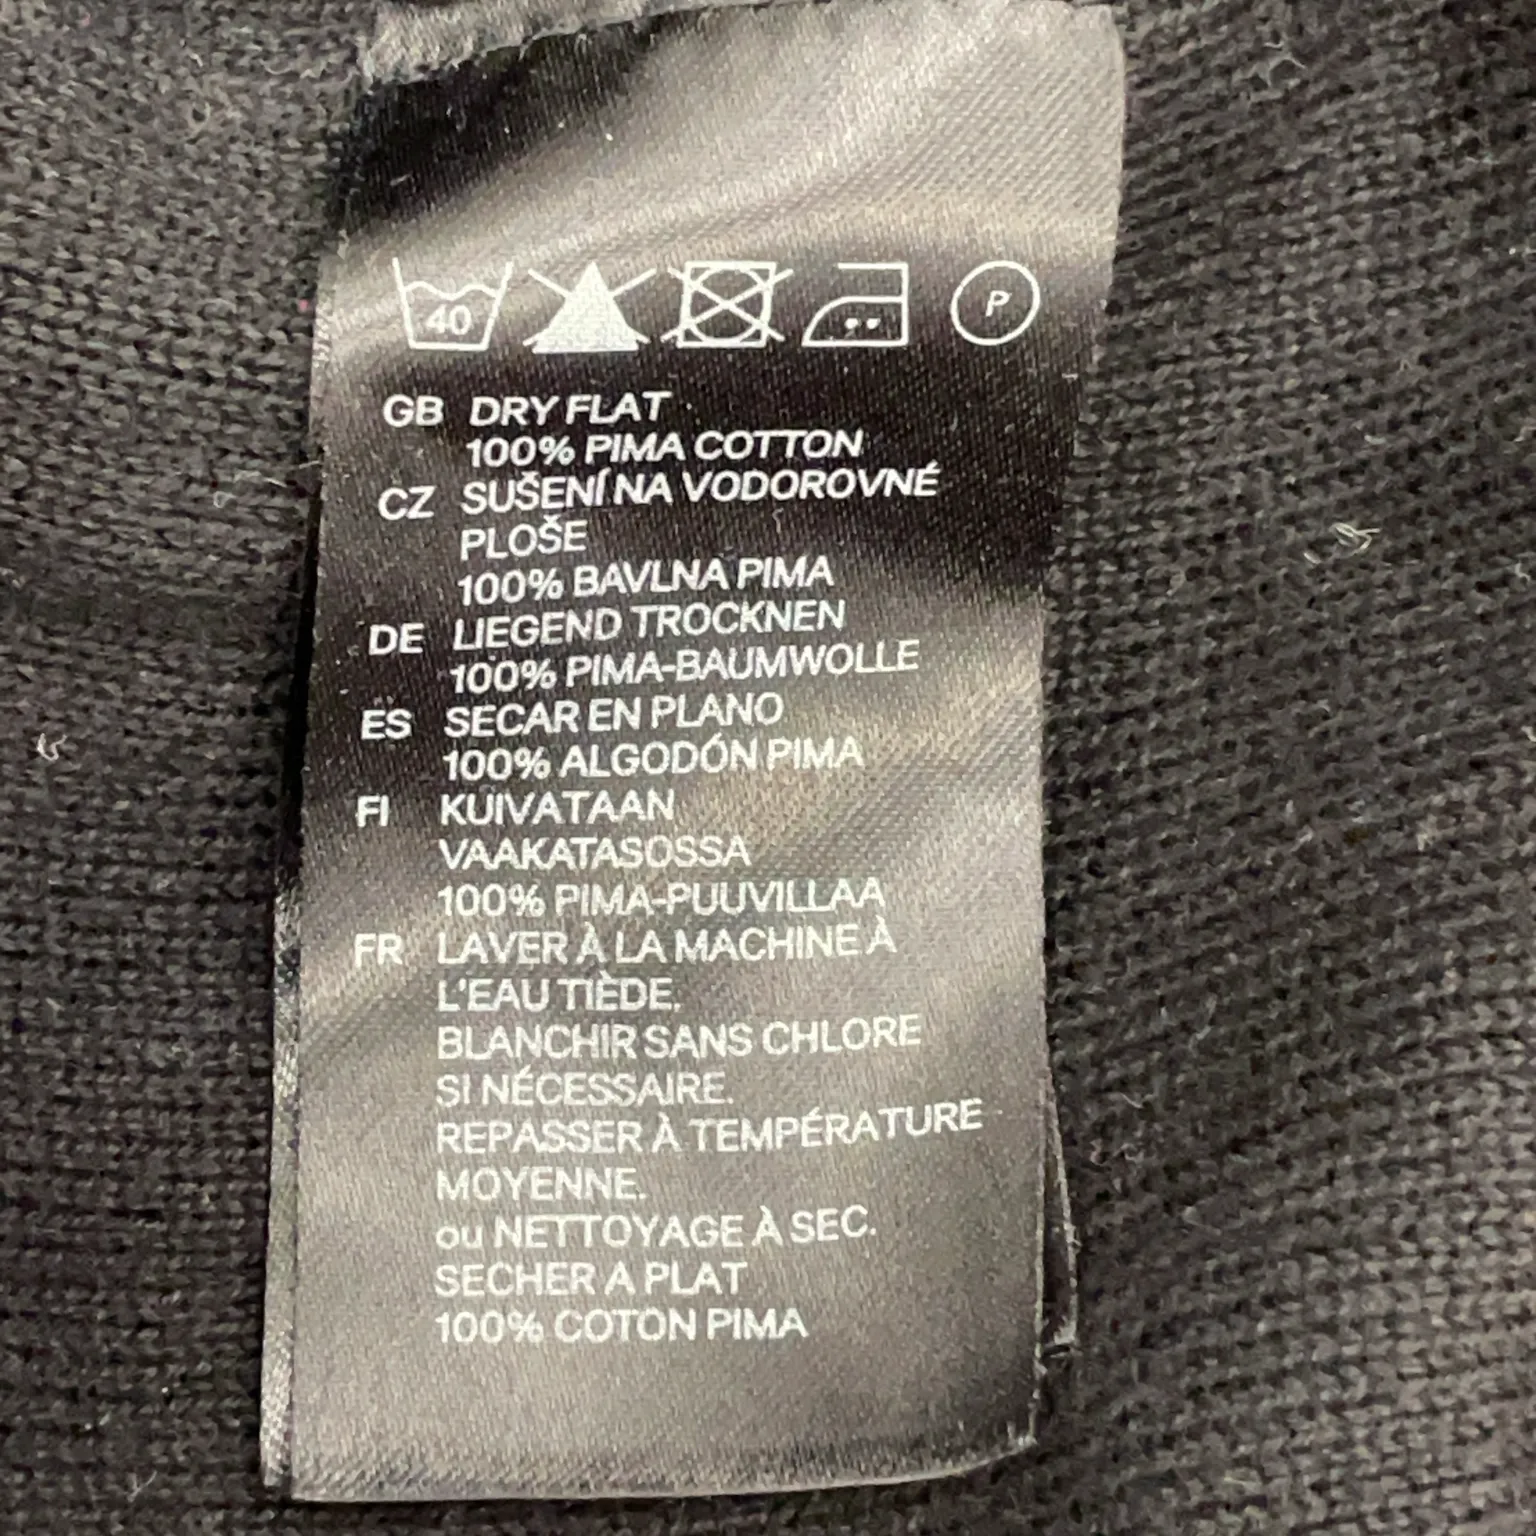 40
P
GB DRY FLAT
100% PIMA COTTON
CZ SUŠENÍ NA VODOROVNÉ
PLOŠE
100% BAVLNA PIMA
DE LIEGEND TROCKNEN
100% PIMA-BAUMWOLLE
ES SECAR EN PLANO
100% ALGODÓN PIMA
FI KUIVATAAN
VAAKATASOSSA
100% PIMA-PUUVILLAA
FR LAVER À LA MACHINE À
L'EAU TIÈDE.
BLANCHIR SANS CHLORE
SI NÉCESSAIRE.
REPASSER À TEMPÉRATURE
MOYENNE.
ou NETTOYAGE À SEC.
SECHER A PLAT
100% COTON PIMA